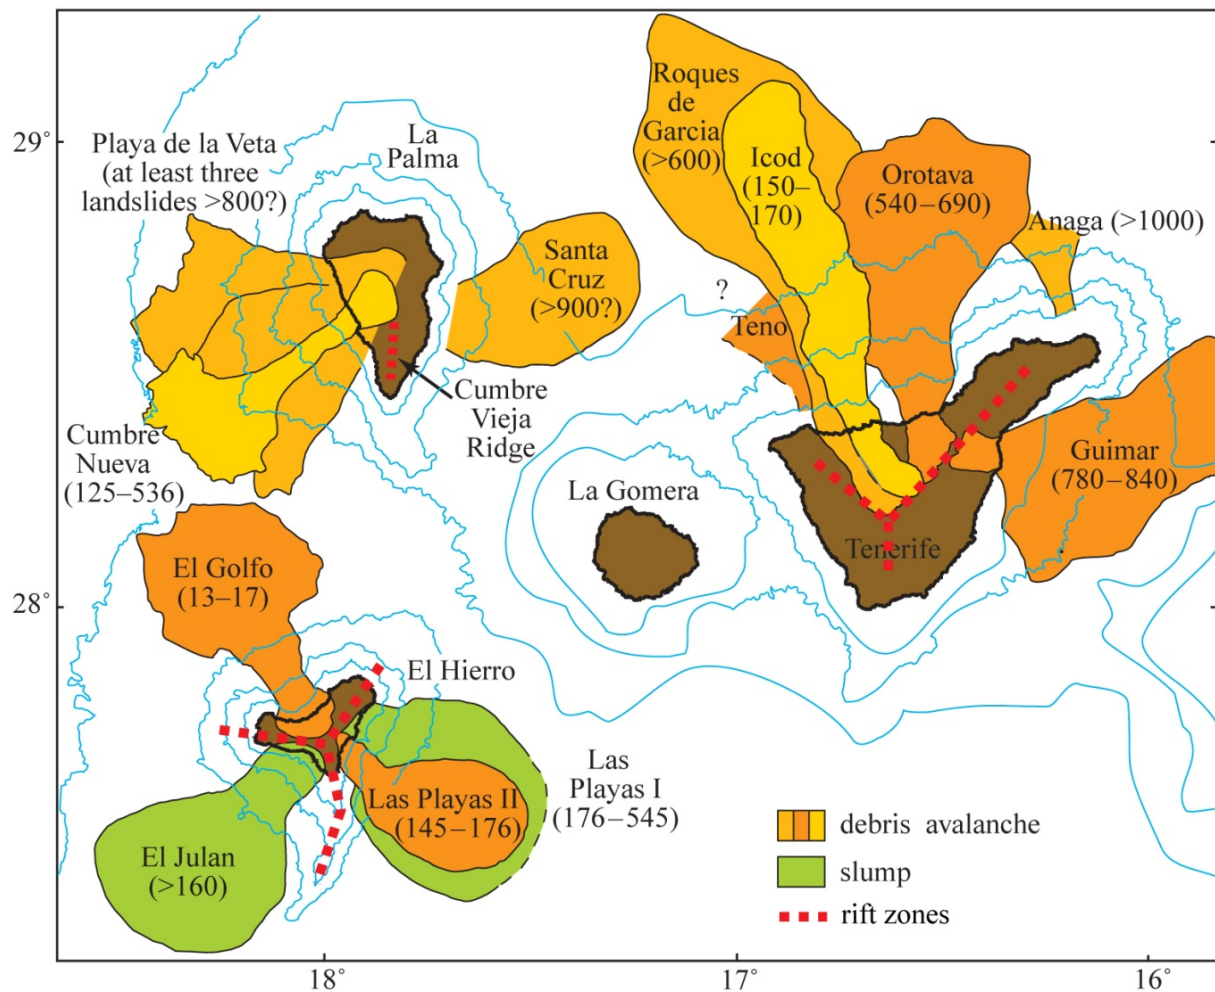 29°
28°
18°
17°
16°
Playa de la Veta
(at least three
landslides >800?)
La
Palma
Santa
Cruz
(>900?)
Cumbre
Vieja
Ridge
Cumbre
Nueva
(125–536)
Roques
de
Garcia
(>600)
Icod
(150–
170)
Orotava
(540–690)
Anaga (>1000)
?
Teno
Guimar
(780–840)
La Gomera
Tenerife
El Golfo
(13–17)
El Hierro
Las
Playas I
(176–545)
Las Playas II
(145–176)
El Julan
(>160)
debris avalanche
slump
rift zones